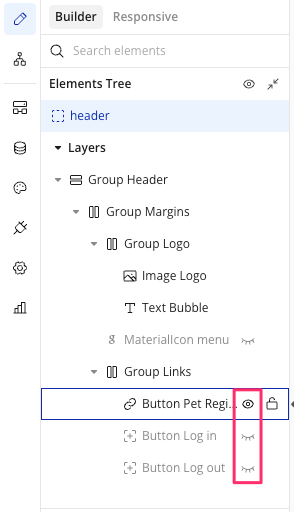 Builder Responsive
Search elements
Elements Tree
header
Layers
Group Header
Group Margins
Group Logo
Image Logo
Text Bubble
MaterialIcon menu
Group Links
Button Pet Regi...
Button Log in
Button Log out